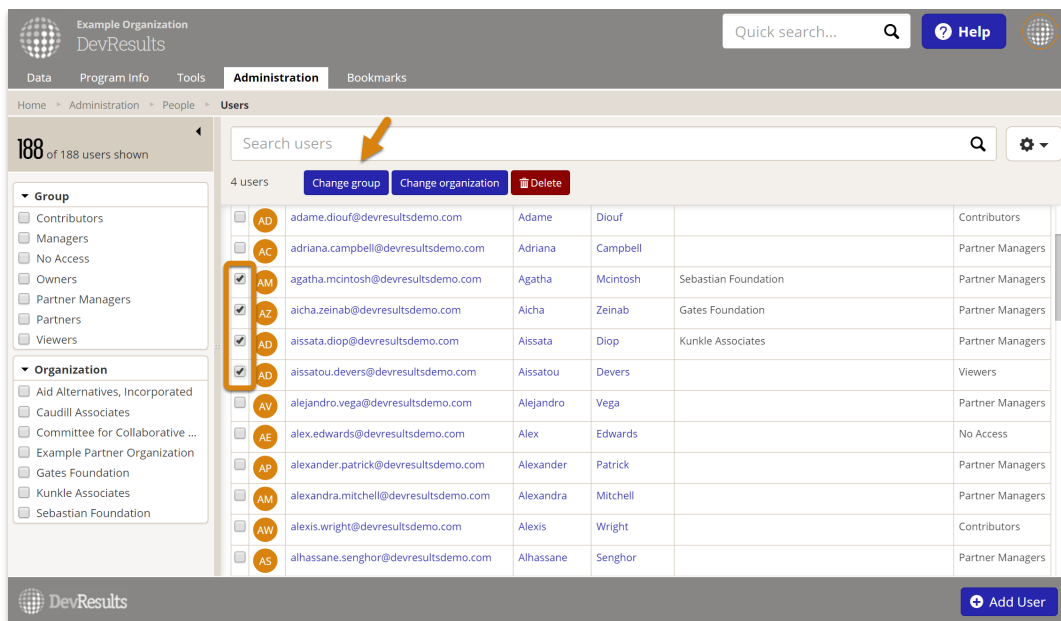 Example Organization
DevResults
Quick search...
Help
Data Program Info Tools Administration Bookmarks
Home Administration People Users
188 of 188 users shown
Search users
4 users Change group Change organization Delete
Group
Contributors
Managers
No Access
Owners
Partner Managers
Partners
Viewers
Organization
Aid Alternatives, Incorporated
Caudill Associates
Committee for Collaborative ...
Example Partner Organization
Gates Foundation
Kunkle Associates
Sebastian Foundation
AD adame.diouf@devresultsdemo.com Adame Diouf Contributors
AC adriana.campbell@devresultsdemo.com Adriana Campbell Partner Managers
AM agatha.mcintosh@devresultsdemo.com Agatha Mcintosh Sebastian Foundation Partner Managers
AZ aicha.zeinab@devresultsdemo.com Aicha Zeinab Gates Foundation Partner Managers
AD aissata.diop@devresultsdemo.com Aissata Diop Kunkle Associates Partner Managers
AD aissatou.devers@devresultsdemo.com Aissatou Devers Viewers
AV alejandro.vega@devresultsdemo.com Alejandro Vega Partner Managers
AE alex.edwards@devresultsdemo.com Alex Edwards No Access
AP alexander.patrick@devresultsdemo.com Alexander Patrick Partner Managers
AM alexandra.mitchell@devresultsdemo.com Alexandra Mitchell Partner Managers
AW alexis.wright@devresultsdemo.com Alexis Wright Contributors
AS alhassane.senghor@devresultsdemo.com Alhassane Senghor Partner Managers
DevResults
Add User